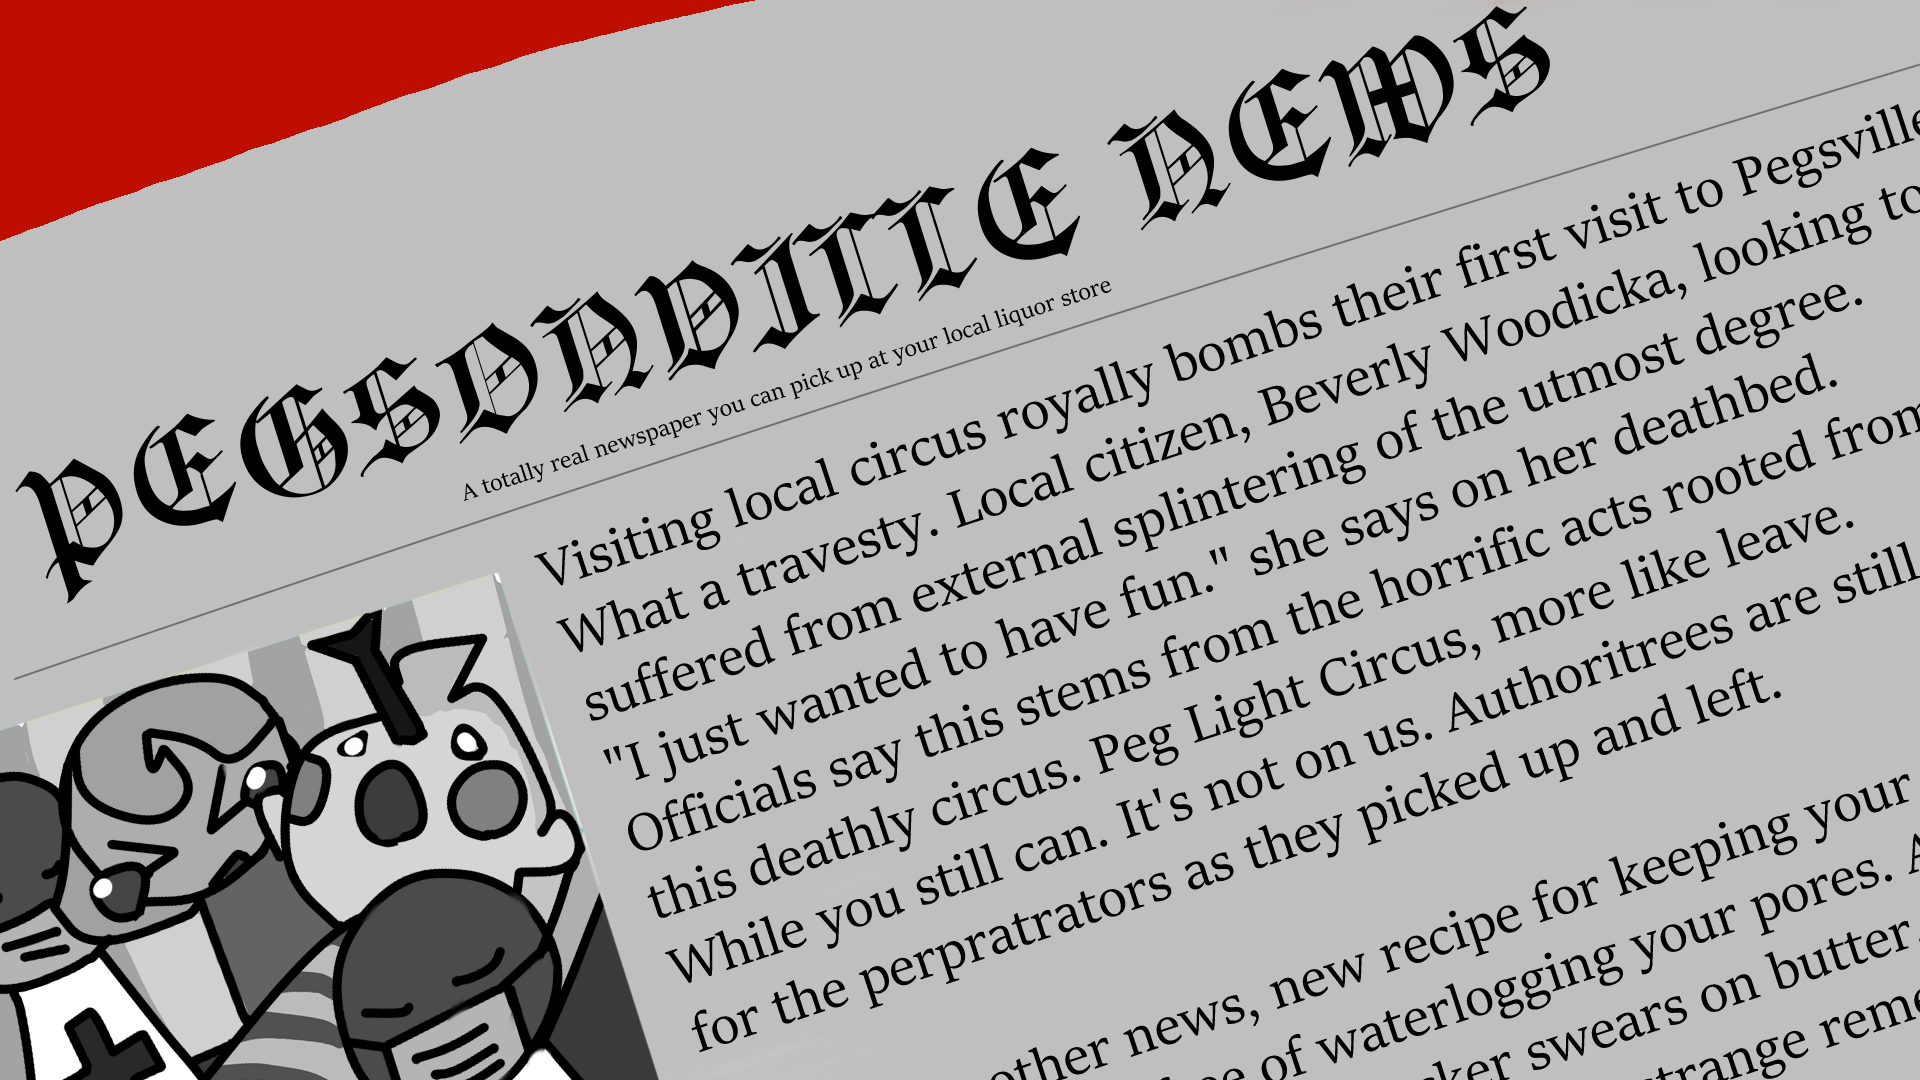 PEGSONVILLE NEWS
A totally real newspaper you can pick up at your local liquor store
Visiting local circus royally bombs their first visit to Pegsville
What a travesty. Local citizen, Beverly Woodicka, looking to
suffered from external splintering of the utmost degree.
"I just wanted to have fun." she says on her deathbed.
Officials say this stems from the horrific acts rooted from
this deathly circus. Peg Light Circus, more like leave.
While you still can. It's not on us. Authoritrees are still
for the perpratrators as they picked up and left.
other news, new recipe for keeping your
of waterlogging your pores.
swears on butter.
strange